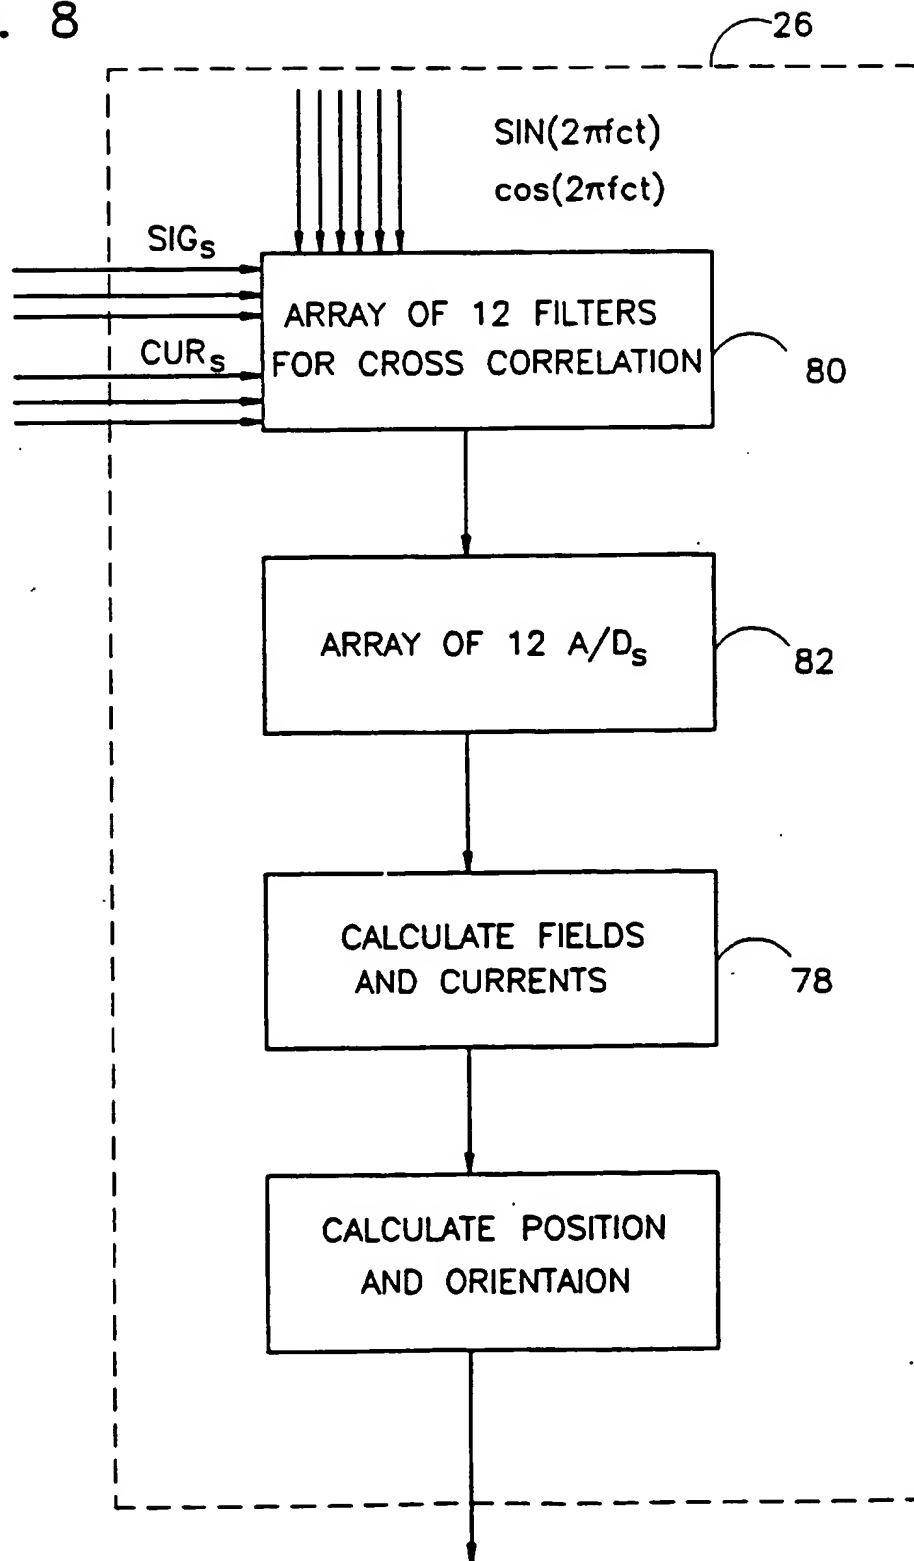 . 8
26
SIN(2πfct)
cos(2πfct)
SIGs
CURs
ARRAY OF 12 FILTERS
FOR CROSS CORRELATION
80
ARRAY OF 12 A/Ds
82
CALCULATE FIELDS
AND CURRENTS
78
CALCULATE POSITION
AND ORIENTAION